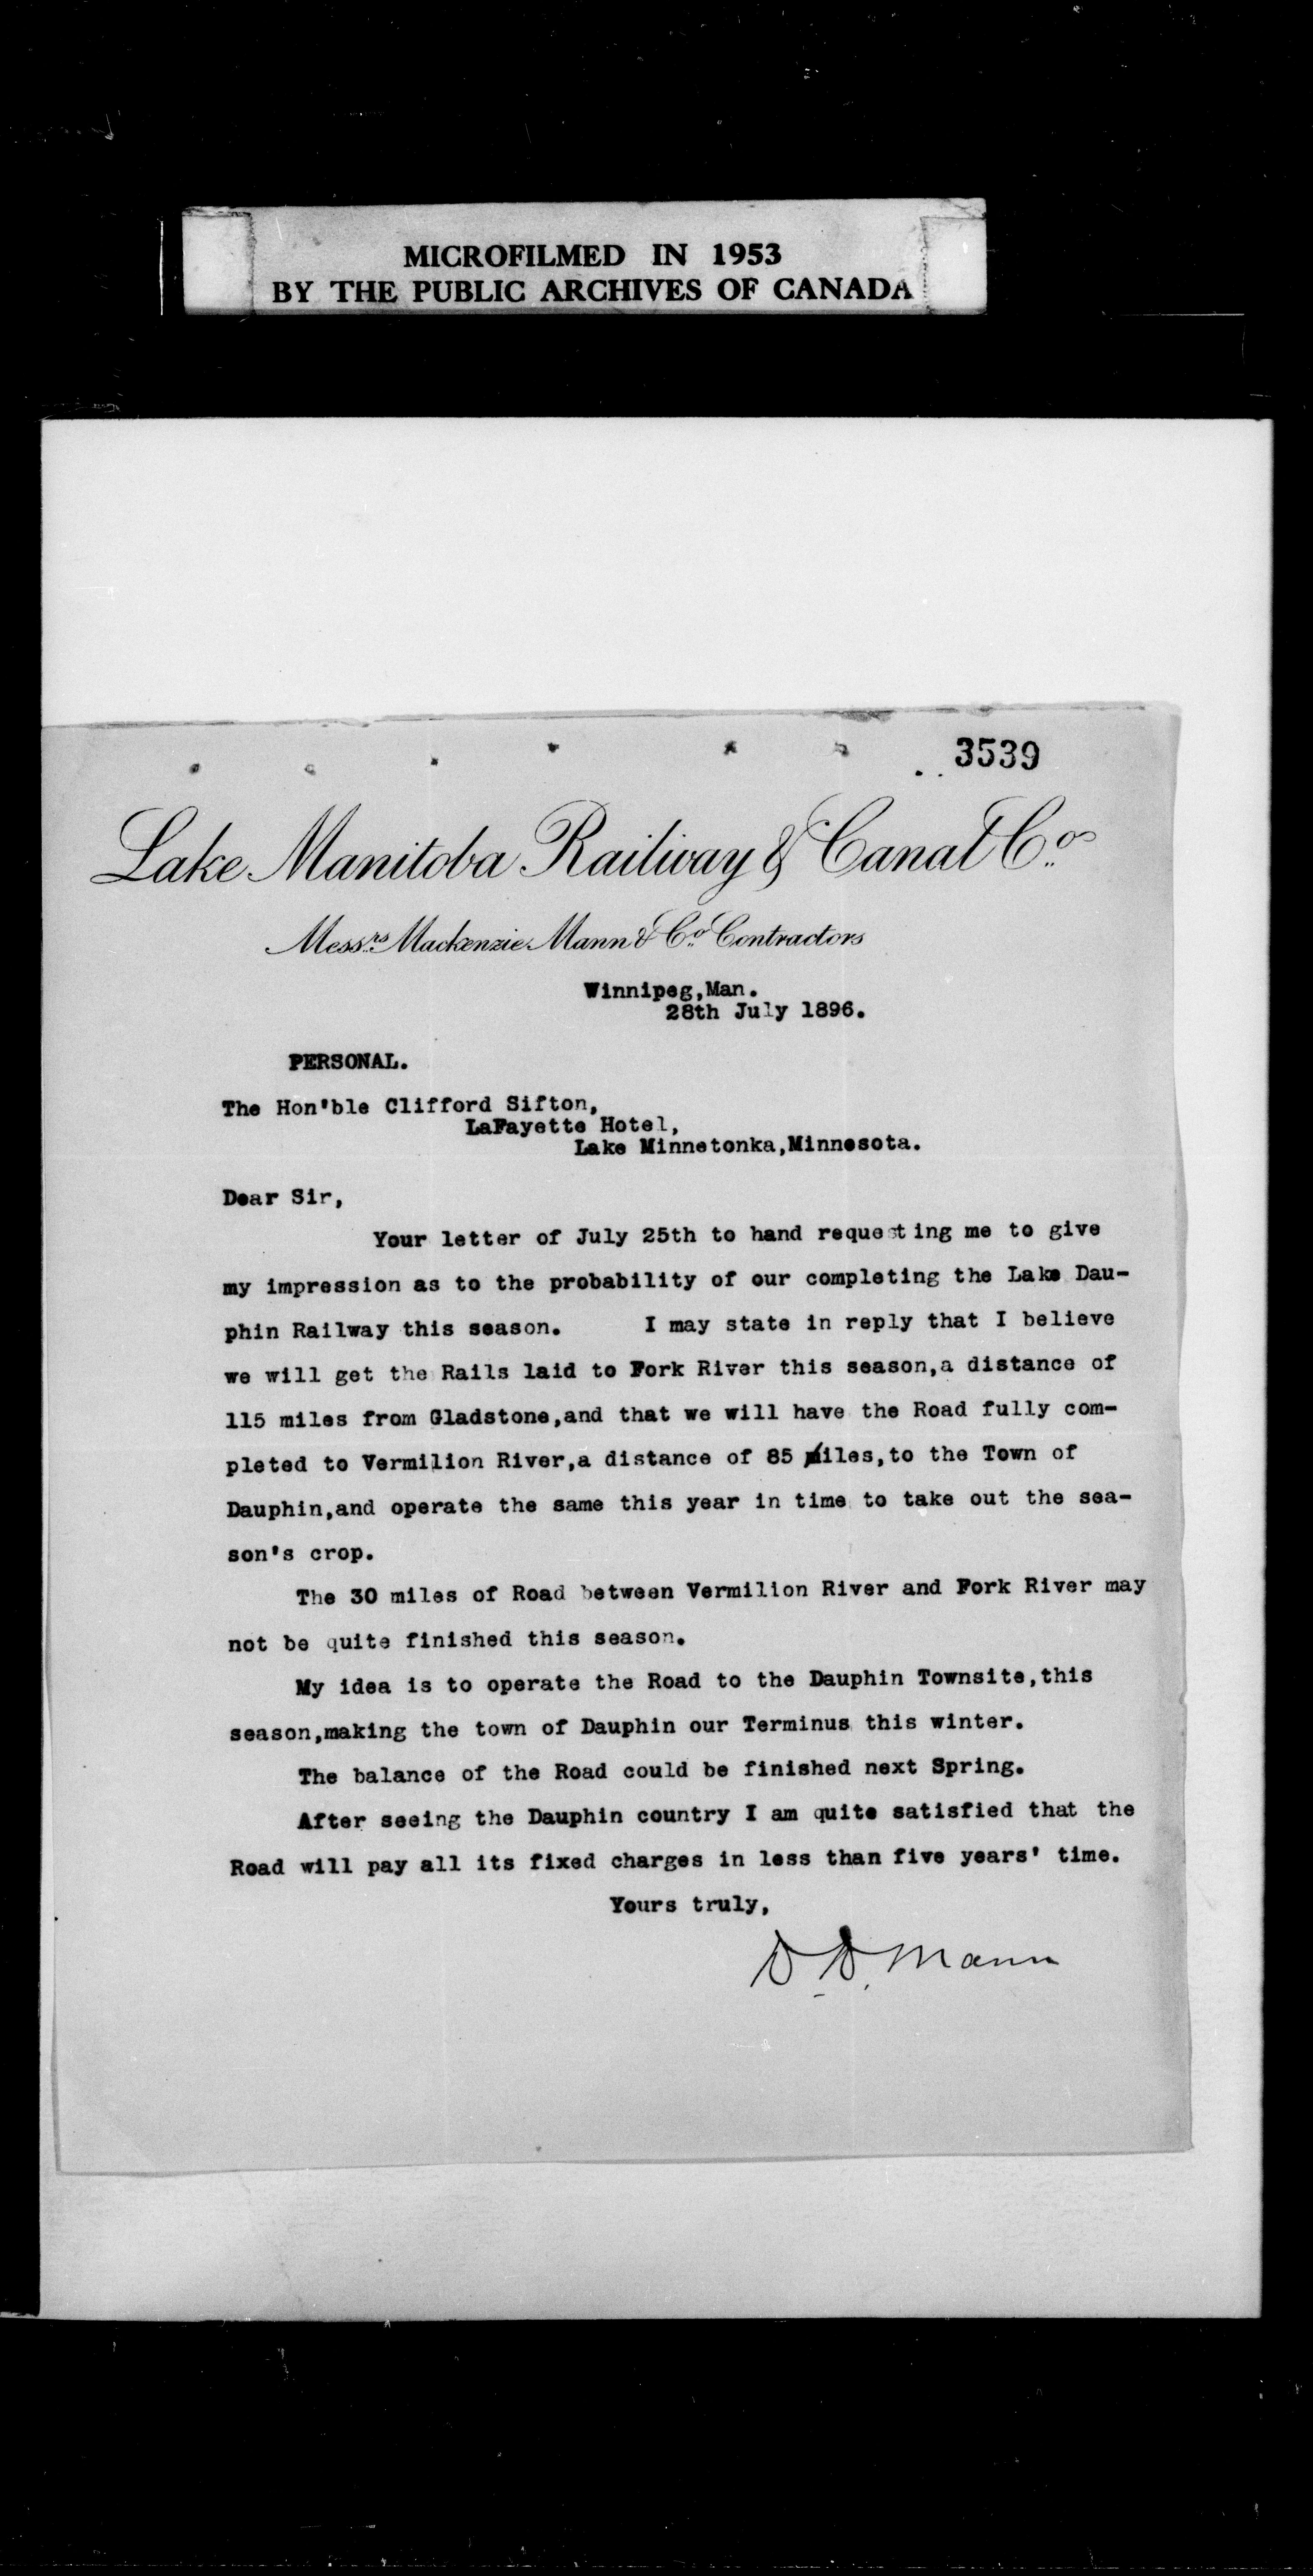 MICROFILMED IN 1953
BY THE PUBLIC ARCHIVES OF CANADA
3539
Lake Manitoba Railway & Canal Co.
Messrs Mackenzie Mann & Co. Contractors
Winnipeg,Man.
28th July 1896.
PERSONAL.
The Hon'ble Clifford Sifton,
LaFayette Hotel,
Lake Minnetonka,Minnesota.
Dear Sir,
Your letter of July 25th to hand requesting me to give
my impression as to the probability of our completing the Lake Dau-
phin Railway this season. I may state in reply that I believe
we will get the Rails laid to Fork River this season,a distance of
115 miles from Gladstone,and that we will have the Road fully com-
pleted to Vermilion River,a distance of 85 miles,to the Town of
Dauphin,and operate the same this year in time to take out the sea-
son's crop.
The 30 miles of Road between Vermilion River and Fork River may
not be quite finished this season.
My idea is to operate the Road to the Dauphin Townsite,this
season,making the town of Dauphin our Terminus this winter.
The balance of the Road could be finished next Spring.
After seeing the Dauphin country I am quite satisfied that the
Road will pay all its fixed charges in less than five years' time.
Yours truly,
D. D. Mann